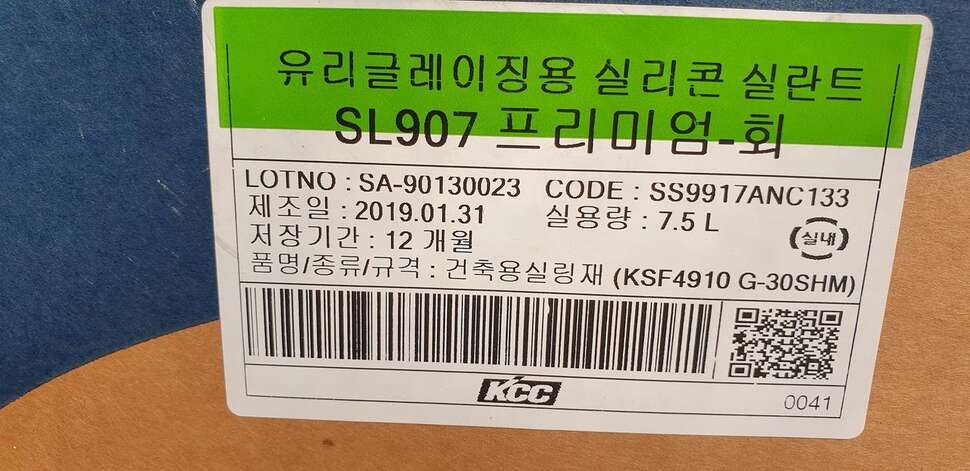 유리글레이징용 실리콘 실란트
SL907 프리미엄-회
LOTNO : SA-90130023 CODE : SS9917ANC133
제조일 : 2019.01.31 실용량 : 7.5 L
저장기간 : 12 개월
실내
품명/종류/규격 : 건축용실링재 (KSF4910 G-30SHM)
KCC
0041